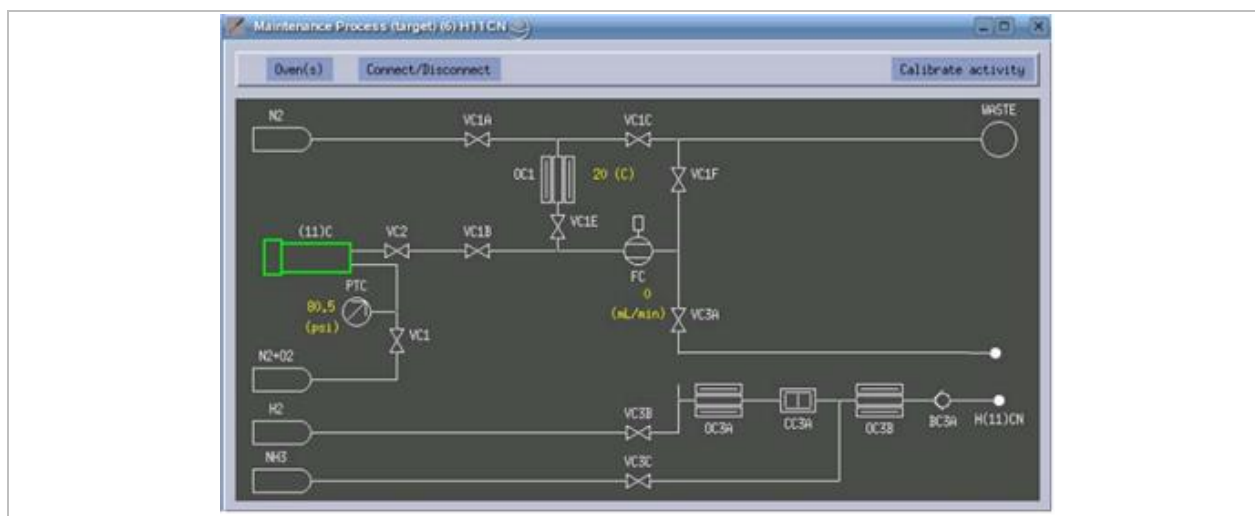 Maintenance Process (target) (6) H11CN
Oven(s) Connect/Disconnect Calibrate activity
N2 VC1A VC1C WASTE
OC1 20 (C) VC1F
VC1E
(11)C VC2 VC1B
FC
PTC
80.5
(psi)
0
(mL/min)
VC3A
VC1
N2+O2
H2 VC3B OC3A CC3A OC3B BC3A H(11)CN
NH3 VC3C